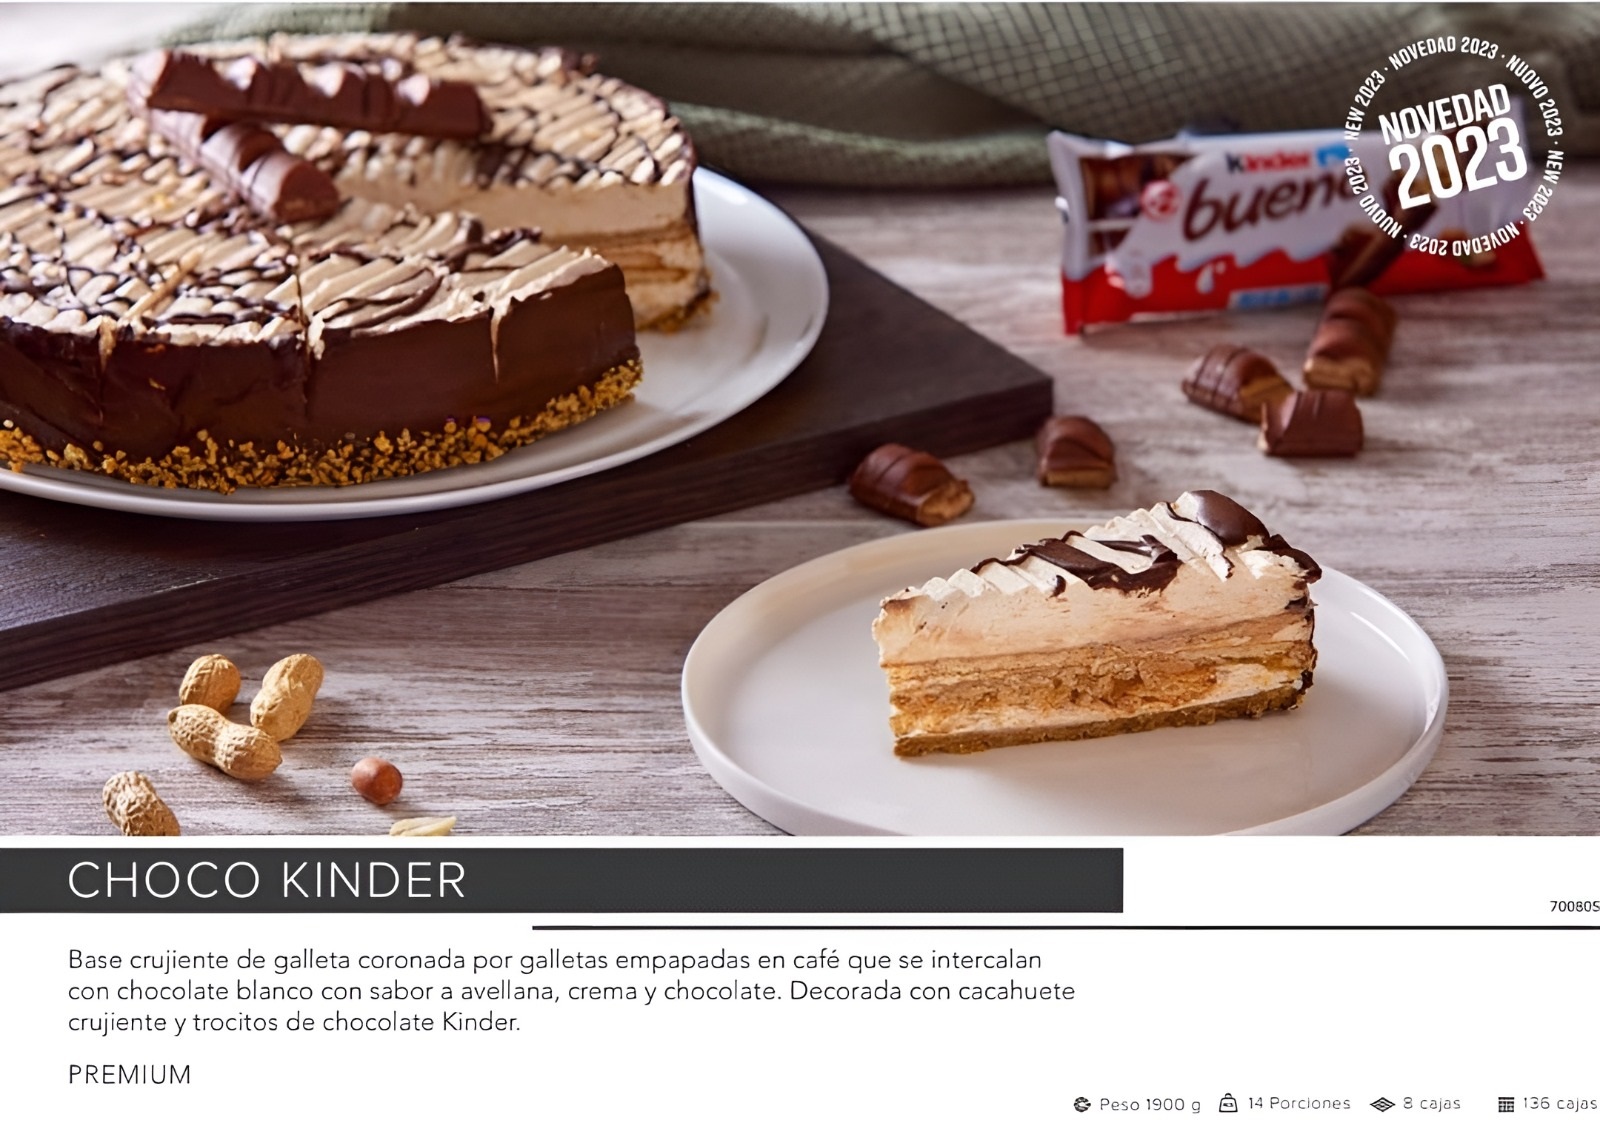 NOVEDAD 2023 · NUOVO 2023 · NEW 2023 · NOVEDAD 2023 · NUOVO 2023 · NEW 2023 ·
NOVEDAD
2023
Kinder
bueno
x2
CHOCO KINDER
70080S
Base crujiente de galleta coronada por galletas empapadas en café que se intercalan
con chocolate blanco con sabor a avellana, crema y chocolate. Decorada con cacahuete
crujiente y trocitos de chocolate Kinder.
PREMIUM
Peso 1900 g 14 Porciones 8 cajas 136 cajas